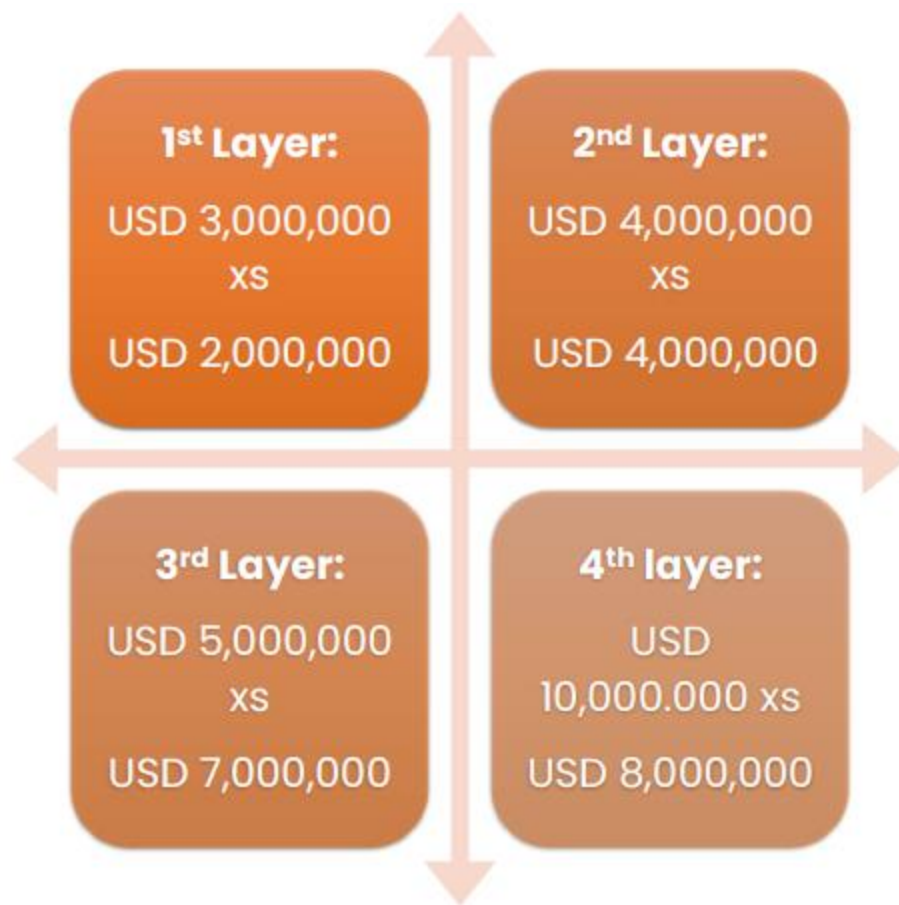 1st Layer:
USD 3,000,000
xs
USD 2,000,000
2nd Layer:
USD 4,000,000
xs
USD 4,000,000
3rd Layer:
USD 5,000,000
xs
USD 7,000,000
4th layer:
USD
10,000.000 xs
USD 8,000,000